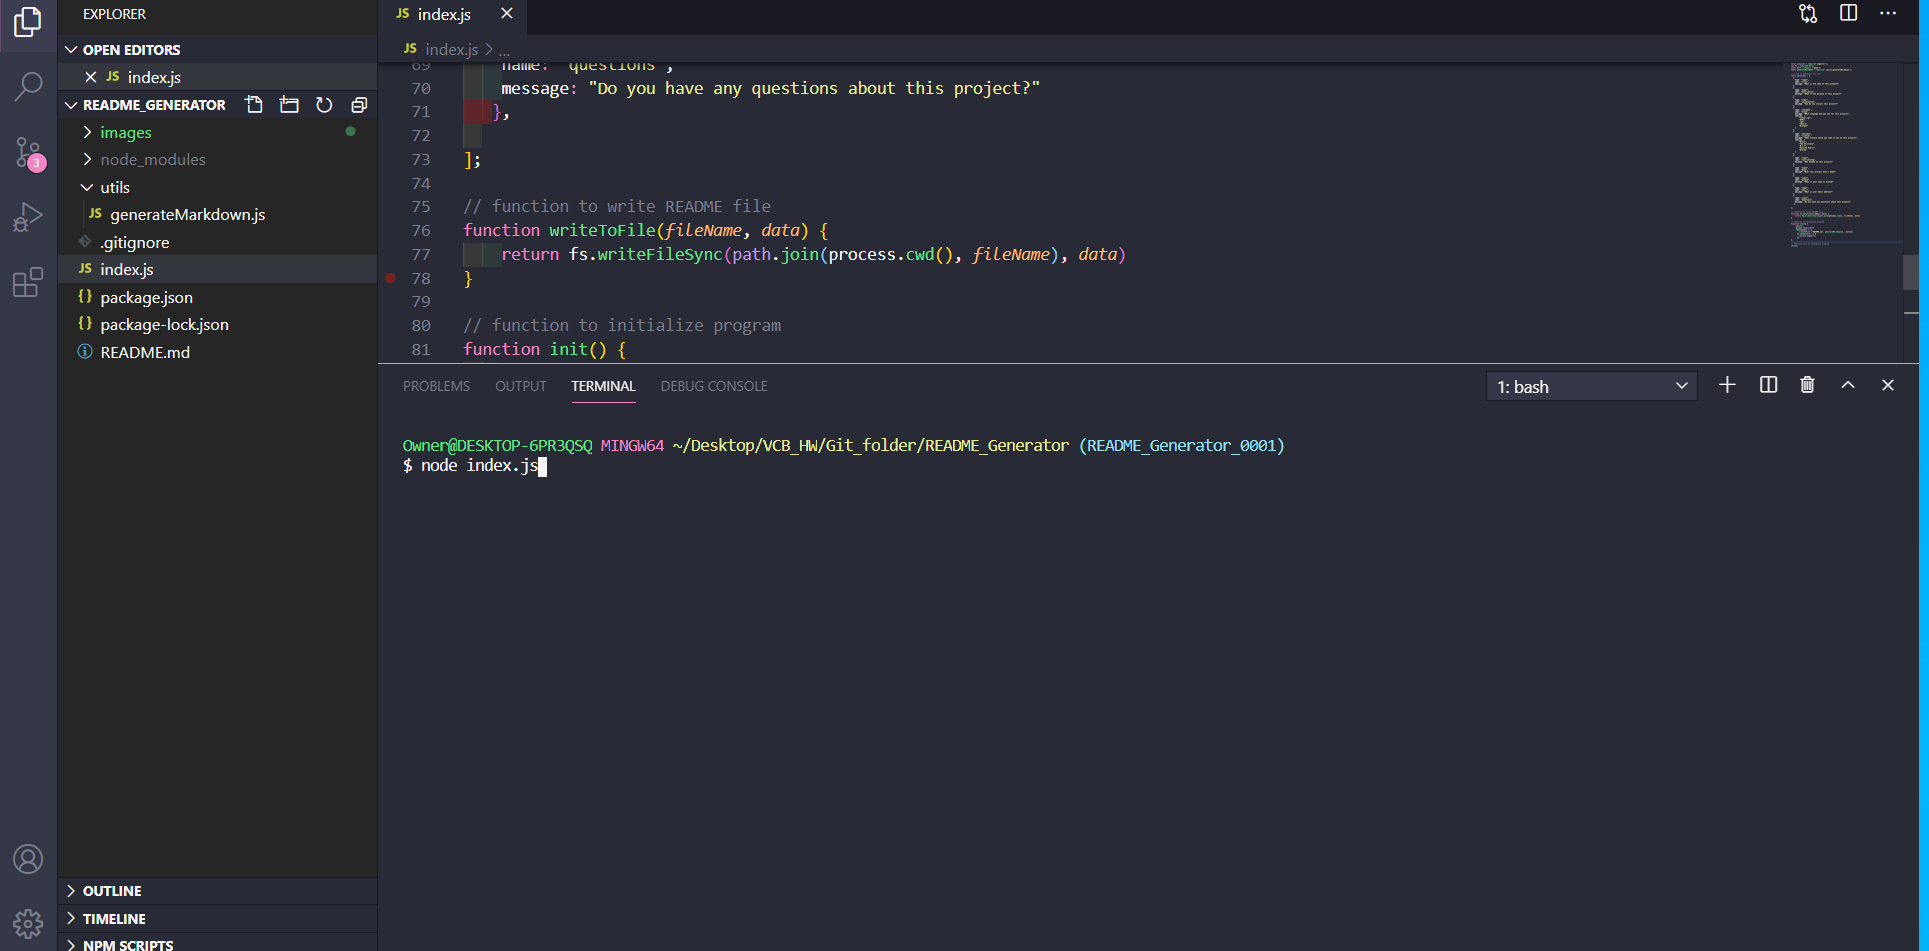 EXPLORER
OPEN EDITORS
JS index.js
README_GENERATOR
images
node_modules
utils
JS generateMarkdown.js
.gitignore
JS index.js
{} package.json
{} package-lock.json
README.md
OUTLINE
TIMELINE
NPM SCRIPTS
3
JS index.js
JS index.js > ...
69 name: "questions",
70 message: "Do you have any questions about this project?"
71 },
72
73 ];
74
75 // function to write README file
76 function writeToFile(fileName, data) {
77 return fs.writeFileSync(path.join(process.cwd(), fileName), data)
78 }
79
80 // function to initialize program
81 function init() {
PROBLEMS OUTPUT TERMINAL DEBUG CONSOLE
1: bash
Owner@DESKTOP-6PR3QSQ MINGW64 ~/Desktop/VCB_HW/Git_folder/README_Generator (README_Generator_0001)
$ node index.js